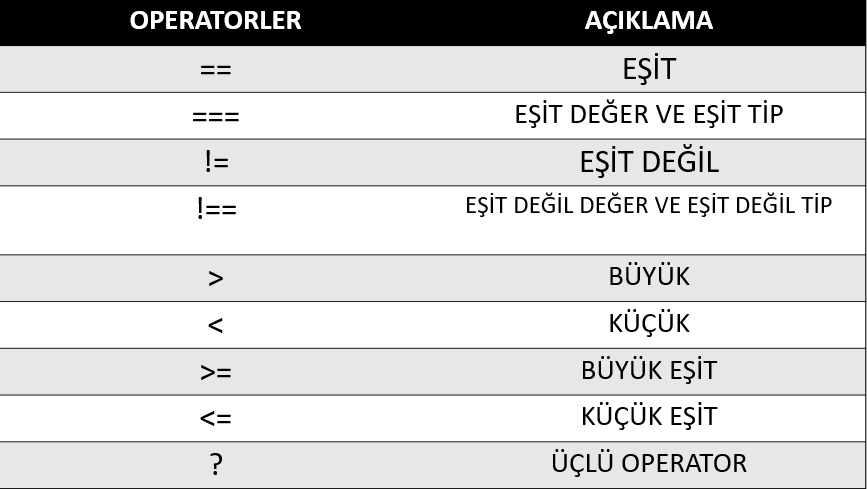 OPERATORLER AÇIKLAMA
== EŞİT
=== EŞİT DEĞER VE EŞİT TİP
!= EŞİT DEĞİL
!== EŞİT DEĞİL DEĞER VE EŞİT DEĞİL TİP
> BÜYÜK
< KÜÇÜK
>= BÜYÜK EŞİT
<= KÜÇÜK EŞİT
? ÜÇLÜ OPERATOR